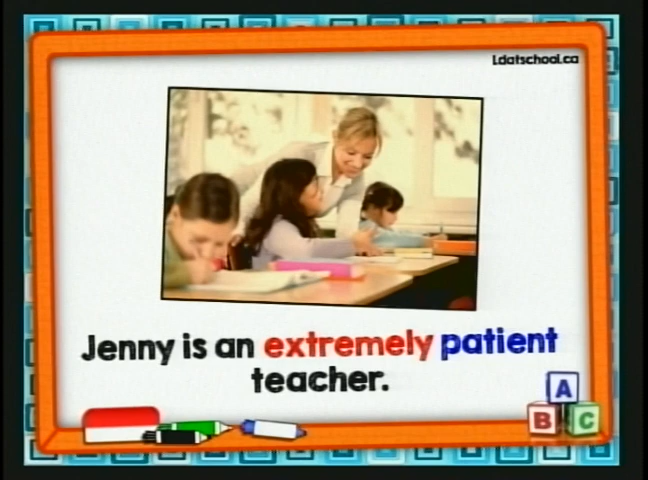 Ldatschool.ca
Jenny is an extremely patient
teacher.
A
B C